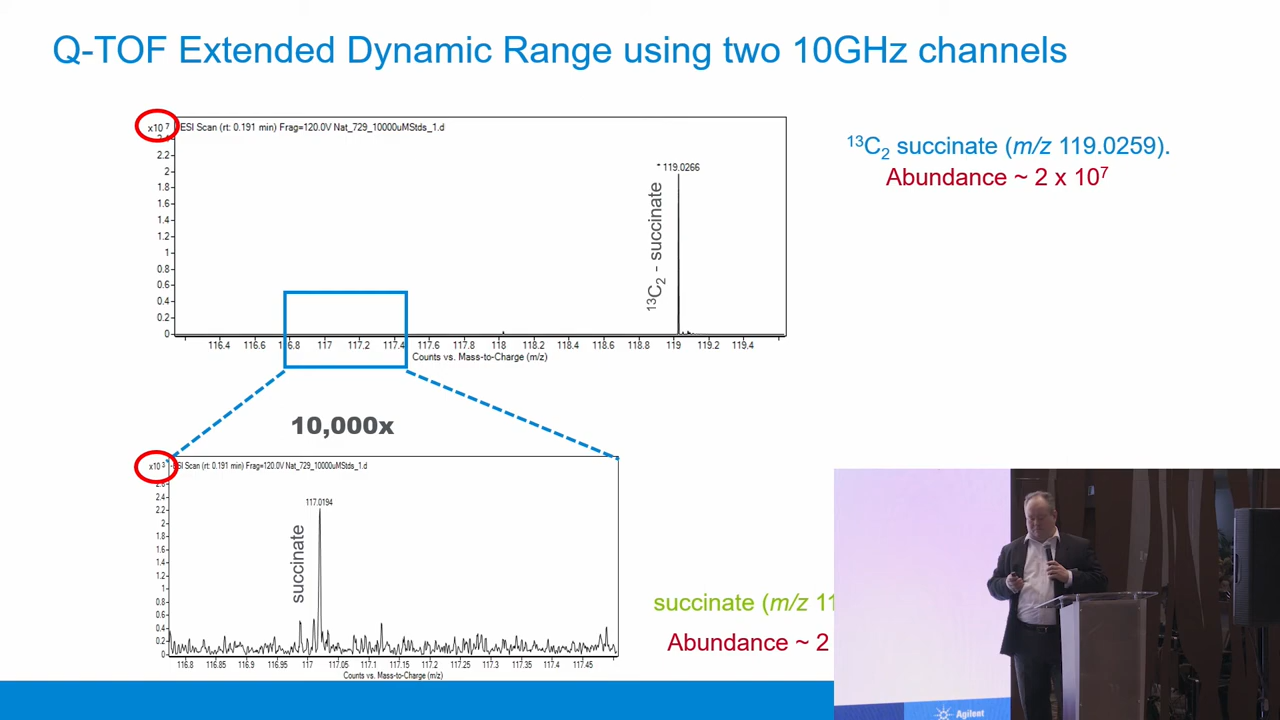 Q-TOF Extended Dynamic Range using two 10GHz channels
x10 7
ESI Scan (rt: 0.191 min) Frag=120.0V Nat_729_10000uMStds_1.d
2.4
2.2
2
1.8
1.6
1.4
1.2
1
0.8
0.6
0.4
0.2
0
* 119.0266
13C2 - succinate
116.4 116.6 116.8 117 117.2 117.4 117.6 117.8 118 118.2 118.4 118.6 118.8 119 119.2 119.4
Counts vs. Mass-to-Charge (m/z)
13C2 succinate (m/z 119.0259).
Abundance ~ 2 x 10⁷
10,000x
x10 3
ESI Scan (rt: 0.191 min) Frag=120.0V Nat_729_10000uMStds_1.d
2.6
2.4
2.2
2
1.8
1.6
1.4
1.2
1
0.8
0.6
0.4
0.2
0
117.0194
succinate
116.8 116.85 116.9 116.95 117 117.05 117.1 117.15 117.2 117.25 117.3 117.35 117.4 117.45
Counts vs. Mass-to-Charge (m/z)
succinate (m/z 11
Abundance ~ 2
Agilent